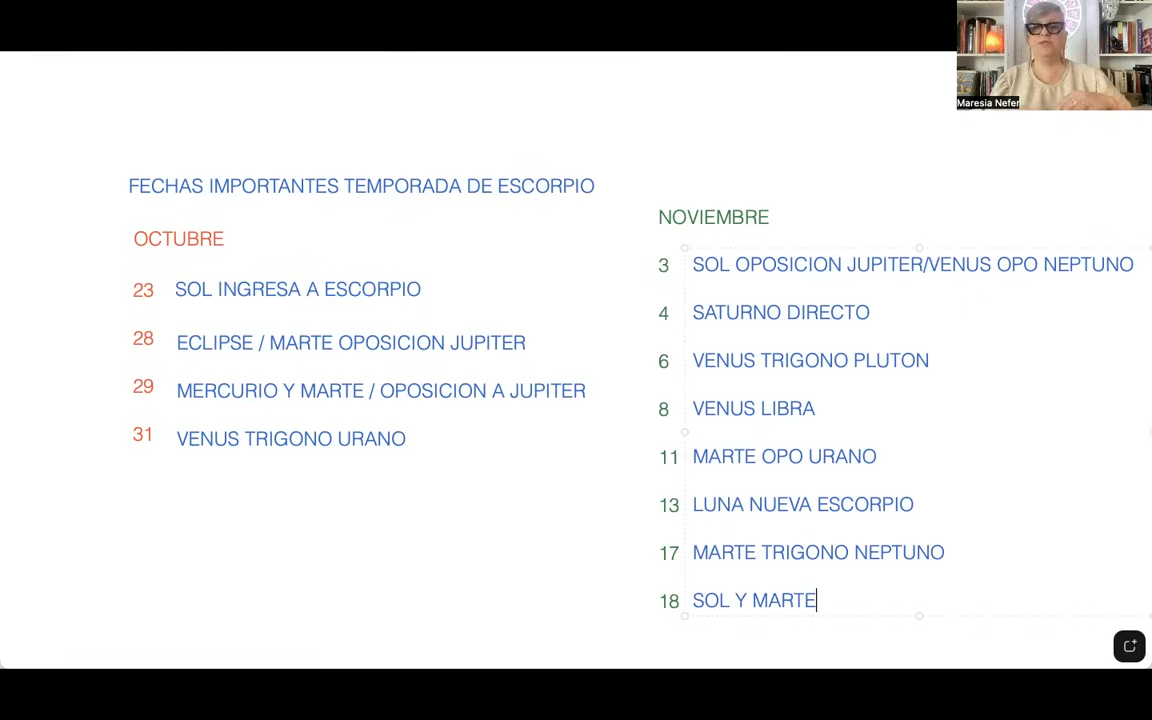 Maresia Nefer
FECHAS IMPORTANTES TEMPORADA DE ESCORPIO
OCTUBRE
23 SOL INGRESA A ESCORPIO
28 ECLIPSE / MARTE OPOSICION JUPITER
29 MERCURIO Y MARTE / OPOSICION A JUPITER
31 VENUS TRIGONO URANO
NOVIEMBRE
3 SOL OPOSICION JUPITER/VENUS OPO NEPTUNO
4 SATURNO DIRECTO
6 VENUS TRIGONO PLUTON
8 VENUS LIBRA
11 MARTE OPO URANO
13 LUNA NUEVA ESCORPIO
17 MARTE TRIGONO NEPTUNO
18 SOL Y MARTE